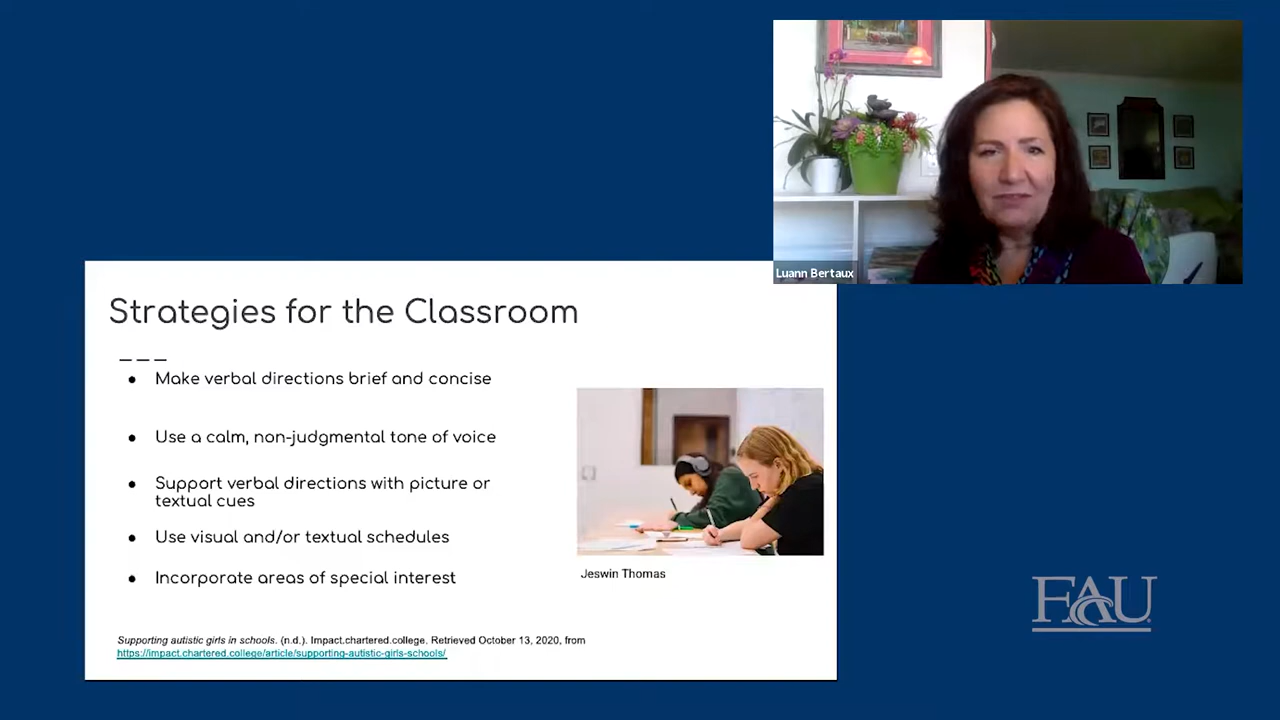 Luann Bertaux
Strategies for the Classroom
● Make verbal directions brief and concise
● Use a calm, non-judgmental tone of voice
● Support verbal directions with picture or
textual cues
● Use visual and/or textual schedules
● Incorporate areas of special interest
Jeswin Thomas
Supporting autistic girls in schools. (n.d.). Impact.chartered.college. Retrieved October 13, 2020, from
https://impact.chartered.college/article/supporting-autistic-girls-schools/
FAU